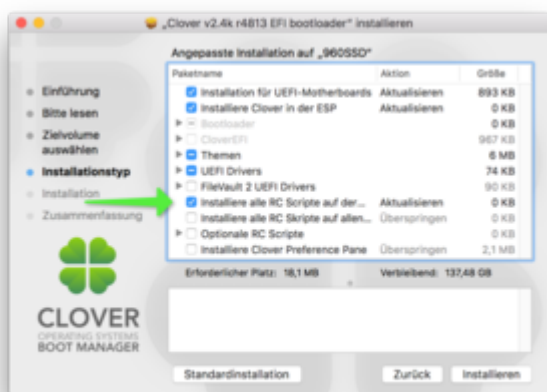 „Clover v2.4k r4813 EFI bootloader“ installieren
Angepasste Installation auf „960SSD“
Paketname Aktion Größe
Installation für UEFI-Motherboards Aktualisieren 893 KB
Installiere Clover in der ESP Aktualisieren 0 KB
Bootloader 0 KB
CloverEFI 967 KB
Themen 6 MB
UEFI Drivers 74 KB
FileVault 2 UEFI Drivers 90 KB
Installiere alle RC Scripte auf der... Aktualisieren 0 KB
Installiere alle RC Skripte auf allen... Überspringen 0 KB
Optionale RC Scripte 0 KB
Installiere Clover Preference Pane Überspringen 2,1 MB
Einführung
Bitte lesen
Zielvolume
auswählen
Installationstyp
Installation
Zusammenfassung
Erforderlicher Platz: 18,1 MB Verbleibend: 137,48 GB
CLOVER
OPERATING SYSTEMS
BOOT MANAGER
Standardinstallation Zurück Installieren